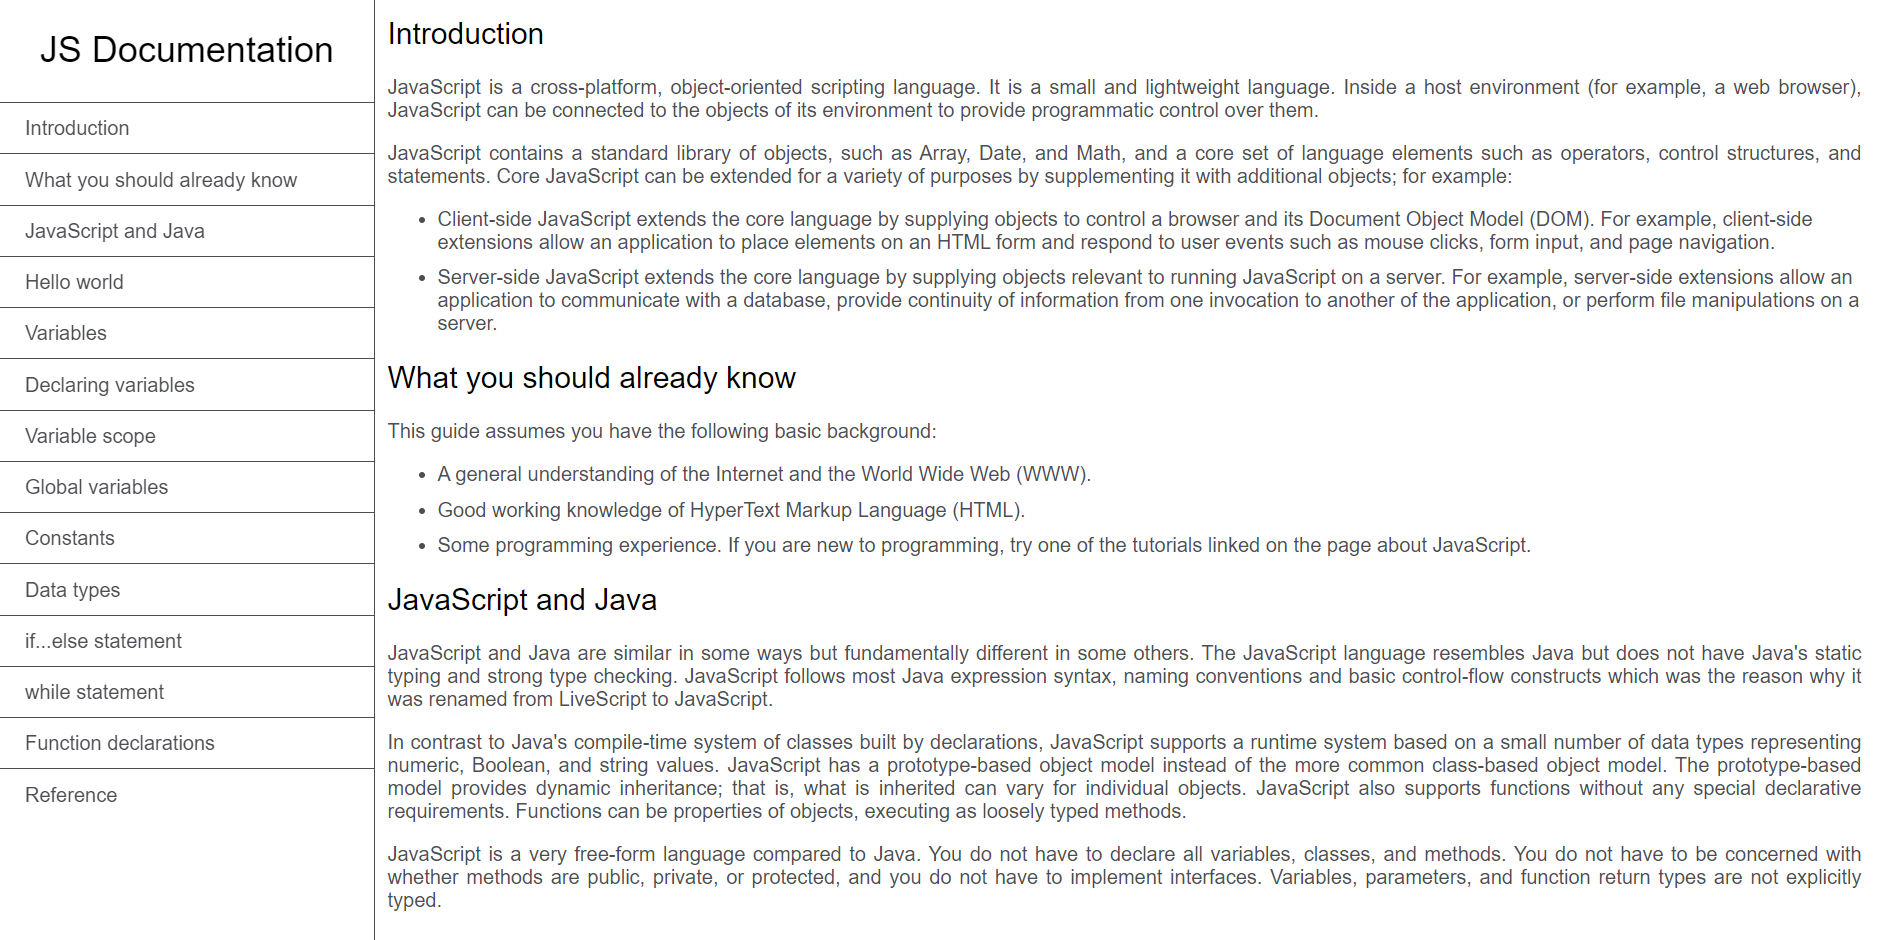 JS Documentation
Introduction
What you should already know
JavaScript and Java
Hello world
Variables
Declaring variables
Variable scope
Global variables
Constants
Data types
if...else statement
while statement
Function declarations
Reference
Introduction
JavaScript is a cross-platform, object-oriented scripting language. It is a small and lightweight language. Inside a host environment (for example, a web browser),
JavaScript can be connected to the objects of its environment to provide programmatic control over them.
JavaScript contains a standard library of objects, such as Array, Date, and Math, and a core set of language elements such as operators, control structures, and
statements. Core JavaScript can be extended for a variety of purposes by supplementing it with additional objects; for example:
• Client-side JavaScript extends the core language by supplying objects to control a browser and its Document Object Model (DOM). For example, client-side
extensions allow an application to place elements on an HTML form and respond to user events such as mouse clicks, form input, and page navigation.
• Server-side JavaScript extends the core language by supplying objects relevant to running JavaScript on a server. For example, server-side extensions allow an
application to communicate with a database, provide continuity of information from one invocation to another of the application, or perform file manipulations on a
server.
What you should already know
This guide assumes you have the following basic background:
• A general understanding of the Internet and the World Wide Web (WWW).
• Good working knowledge of HyperText Markup Language (HTML).
• Some programming experience. If you are new to programming, try one of the tutorials linked on the page about JavaScript.
JavaScript and Java
JavaScript and Java are similar in some ways but fundamentally different in some others. The JavaScript language resembles Java but does not have Java's static
typing and strong type checking. JavaScript follows most Java expression syntax, naming conventions and basic control-flow constructs which was the reason why it
was renamed from LiveScript to JavaScript.
In contrast to Java's compile-time system of classes built by declarations, JavaScript supports a runtime system based on a small number of data types representing
numeric, Boolean, and string values. JavaScript has a prototype-based object model instead of the more common class-based object model. The prototype-based
model provides dynamic inheritance; that is, what is inherited can vary for individual objects. JavaScript also supports functions without any special declarative
requirements. Functions can be properties of objects, executing as loosely typed methods.
JavaScript is a very free-form language compared to Java. You do not have to declare all variables, classes, and methods. You do not have to be concerned with
whether methods are public, private, or protected, and you do not have to implement interfaces. Variables, parameters, and function return types are not explicitly
typed.